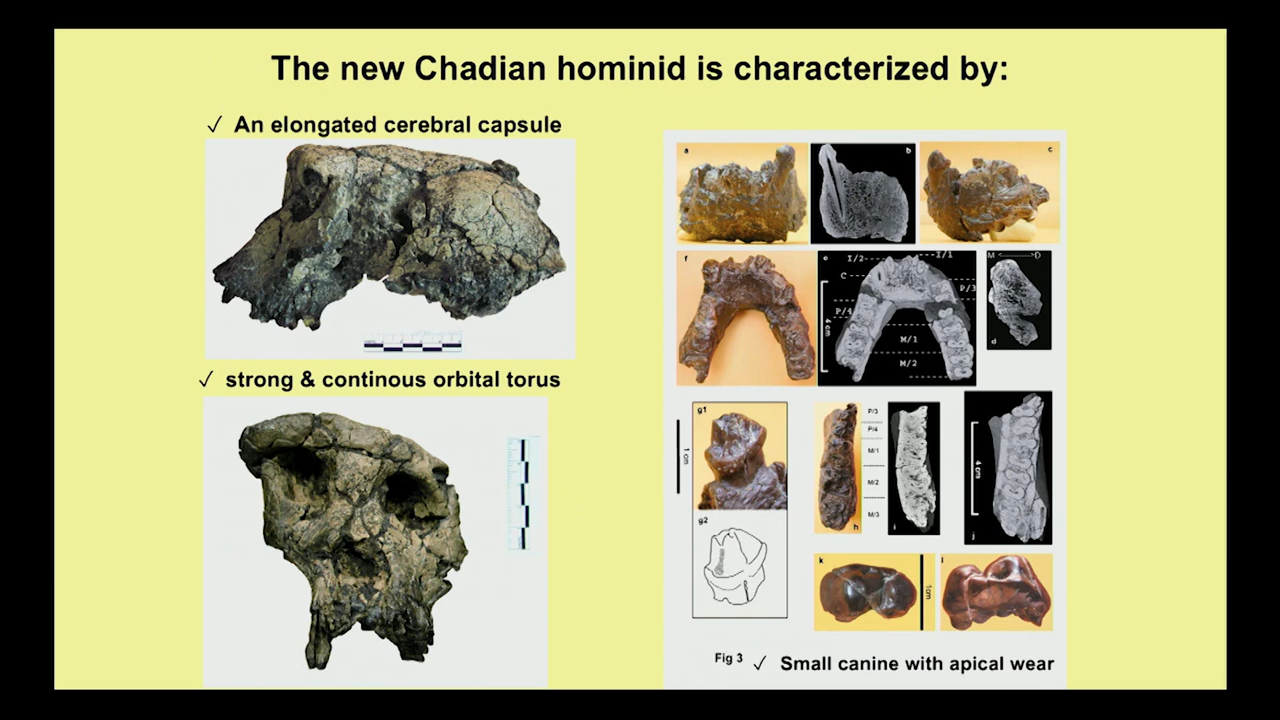 The new Chadian hominid is characterized by:
✓ An elongated cerebral capsule
✓ strong & continous orbital torus
a
b
c
f
e
I/2
I/1
C
P/3
P/4
M/1
M/2
4 cm
M <-----> D
d
g1
1 cm
g2
P/3
P/4
M/1
M/2
M/3
h
i
4 cm
j
k
1cm
l
Fig 3 ✓ Small canine with apical wear